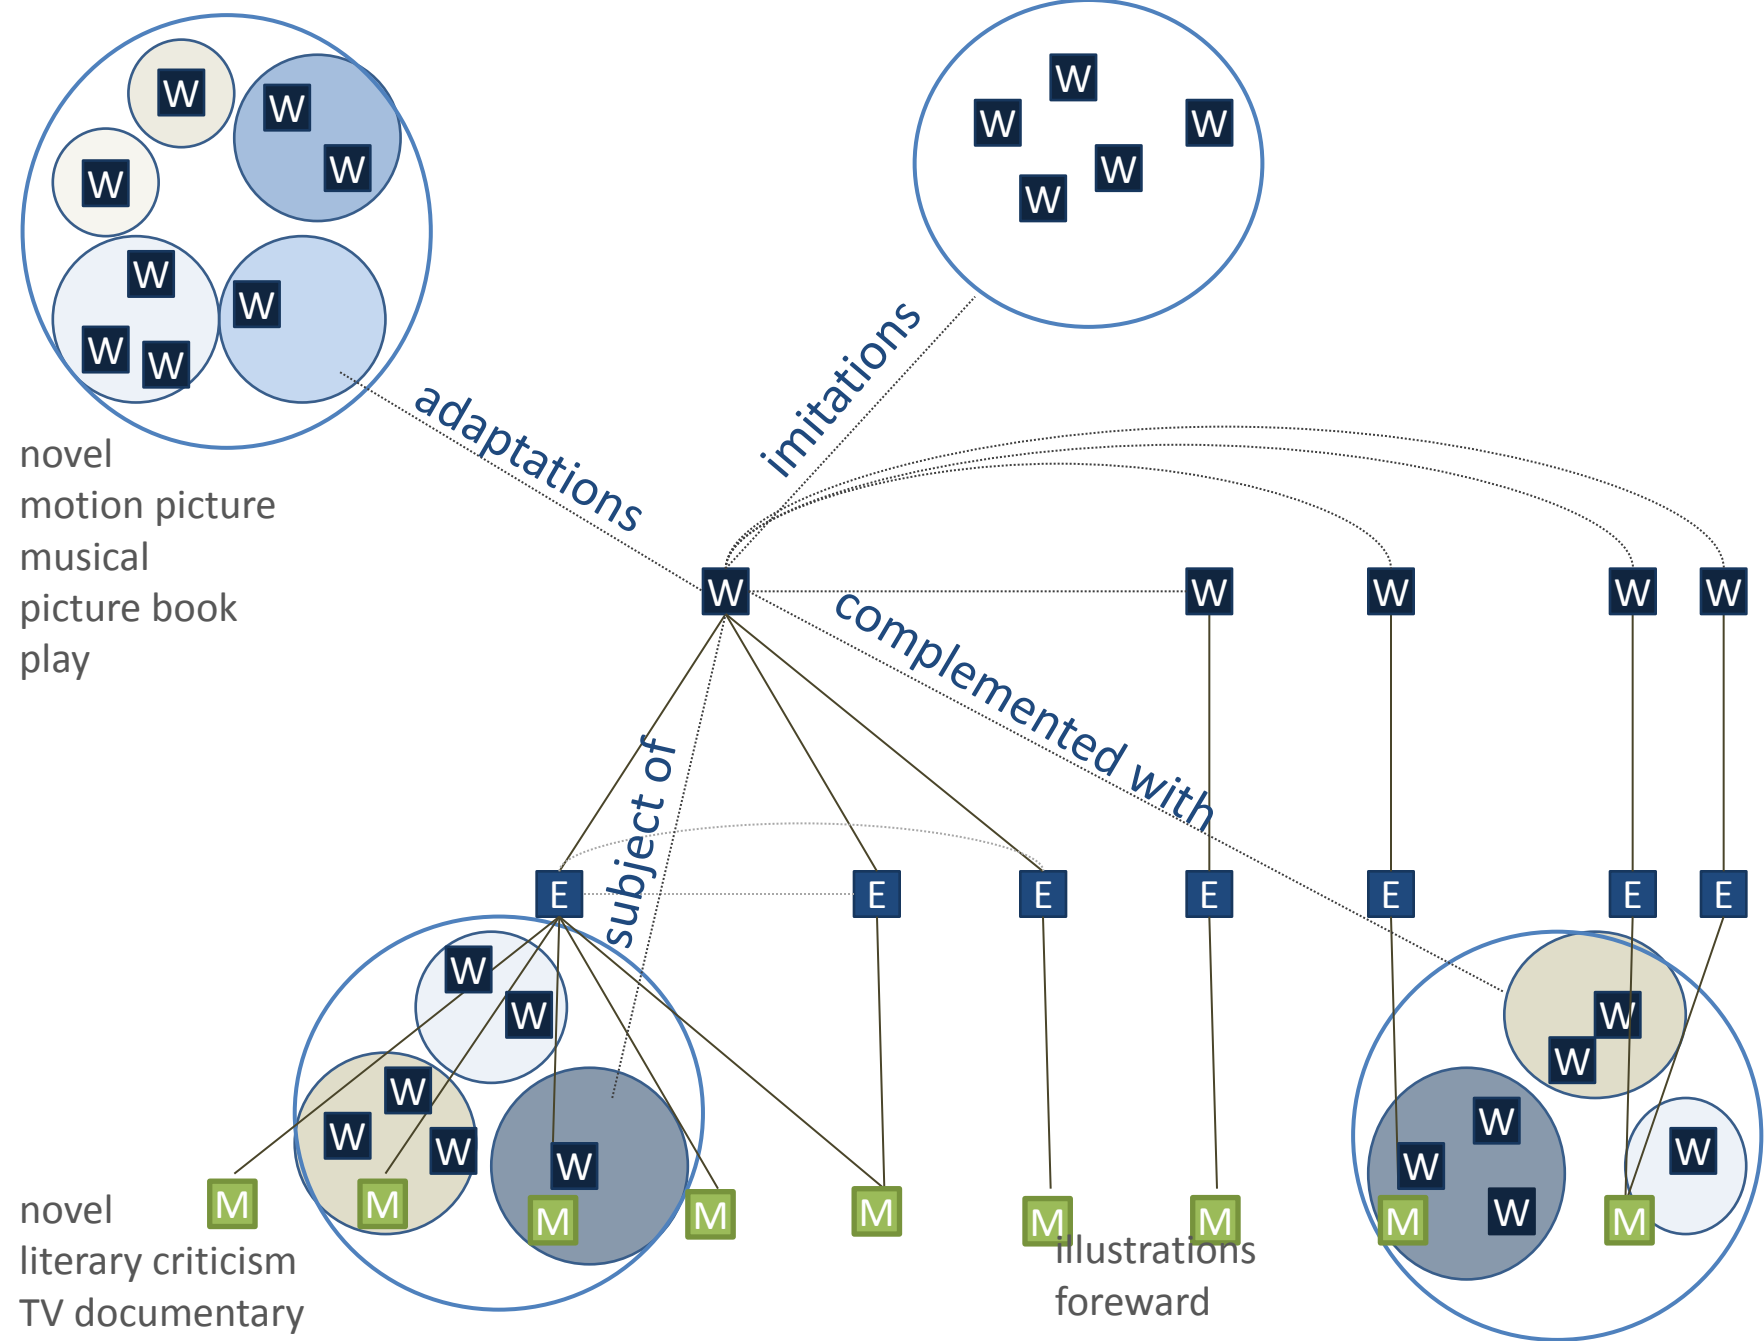 W
W
W
W
W
W
W
W
W
W
W
W
W
imitations
adaptations
novel
motion picture
musical
picture book
play
W
W
W
W
W
complemented with
subject of
E
E
E
E
E
E
E
W
W
W
W
W
W
W
W
W
W
W
W
W
M
M
M
M
M
M
M
M
M
novel
literary criticism
TV documentary
illustrations
foreward